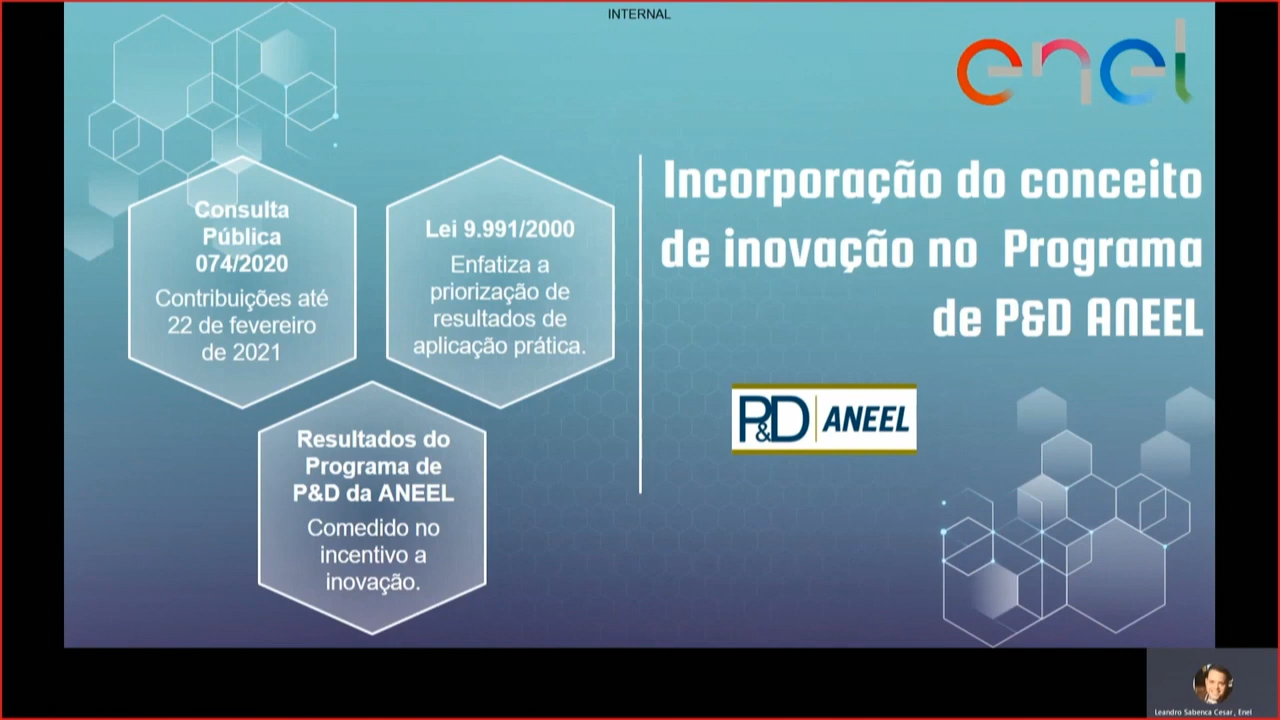 INTERNAL
enel
Consulta
Pública
074/2020
Contribuições até
22 de fevereiro
de 2021
Lei 9.991/2000
Enfatiza a
priorização de
resultados de
aplicação prática.
Resultados do
Programa de
P&D da ANEEL
Comedido no
incentivo a
inovação.
Incorporação do conceito
de inovação no Programa
de P&D ANEEL
P&D ANEEL
Leandro Sabenca Cesar, Enel